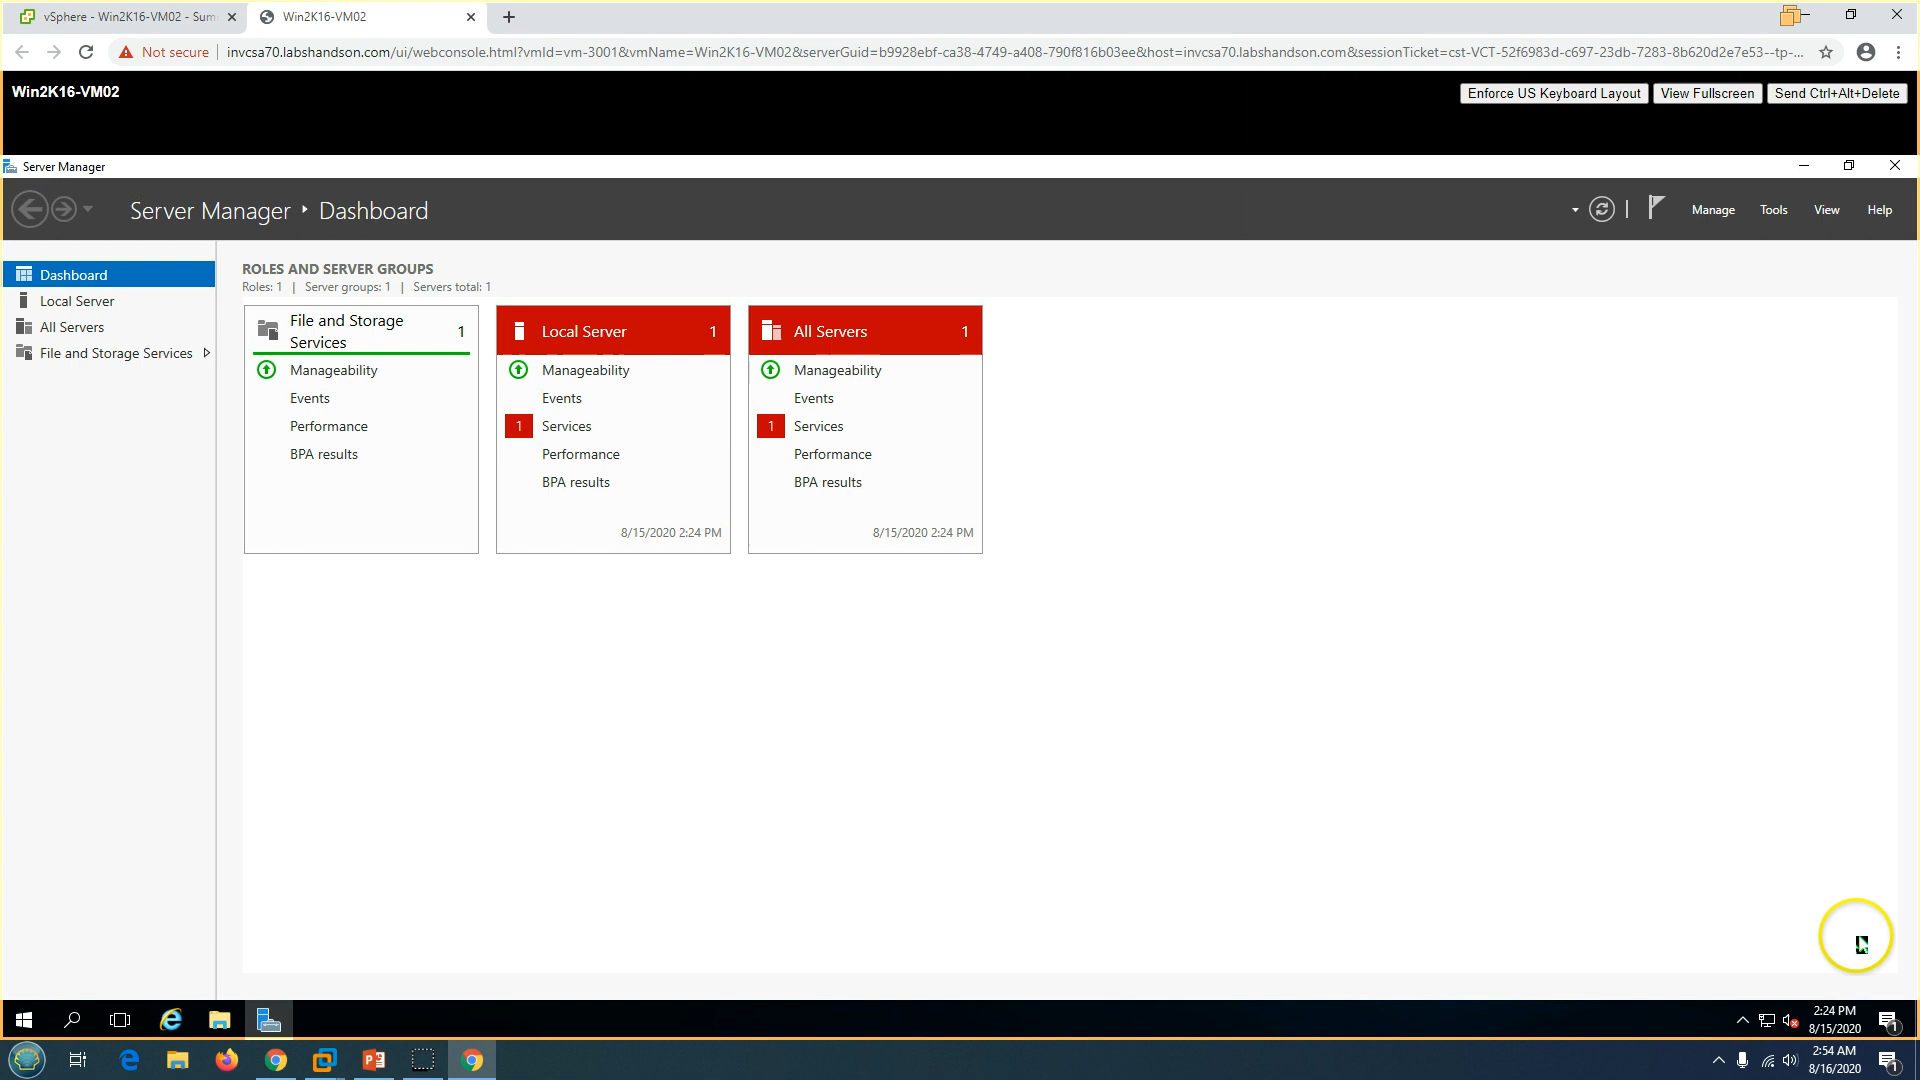 vSphere - Win2K16-VM02 - Sum
Win2K16-VM02
Not secure
invcsa70.labshandson.com/ui/webconsole.html?vmId=vm-3001&vmName=Win2K16-VM02&serverGuid=b9928ebf-ca38-4749-a408-790f816b03ee&host=invcsa70.labshandson.com&sessionTicket=cst-VCT-52f6983d-c697-23db-7283-8b620d2e7e53--tp-...
Win2K16-VM02
Enforce US Keyboard Layout
View Fullscreen
Send Ctrl+Alt+Delete
Server Manager
Server Manager ‣ Dashboard
Manage
Tools
View
Help
Dashboard
Local Server
All Servers
File and Storage Services
ROLES AND SERVER GROUPS
Roles: 1 | Server groups: 1 | Servers total: 1
File and Storage
Services
1
Manageability
Events
Performance
BPA results
Local Server 1
Manageability
Events
1 Services
Performance
BPA results
8/15/2020 2:24 PM
All Servers 1
Manageability
Events
1 Services
Performance
BPA results
8/15/2020 2:24 PM
2:24 PM
8/15/2020
1
2:54 AM
8/16/2020
1